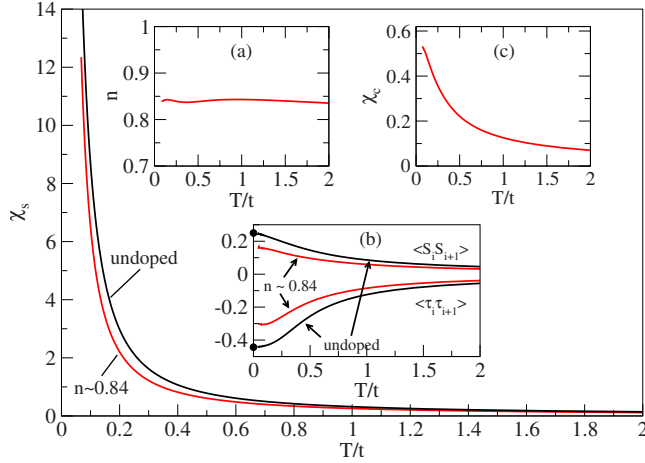 14
12
10
8
6
4
2
0
χs
0
0.2
0.4
0.6
0.8
1
1.2
1.4
1.6
1.8
2
T/t
undoped
n~0.84
(a)
1
0.9
0.8
0.7
n
0
0.5
1
1.5
2
T/t
(c)
0.6
0.4
0.2
0
χc
0
0.5
1
1.5
2
T/t
(b)
0.2
0
-0.2
-0.4
<SiSi+1>
n ~ 0.84
<τiτi+1>
undoped
0
0.5
1
1.5
2
T/t